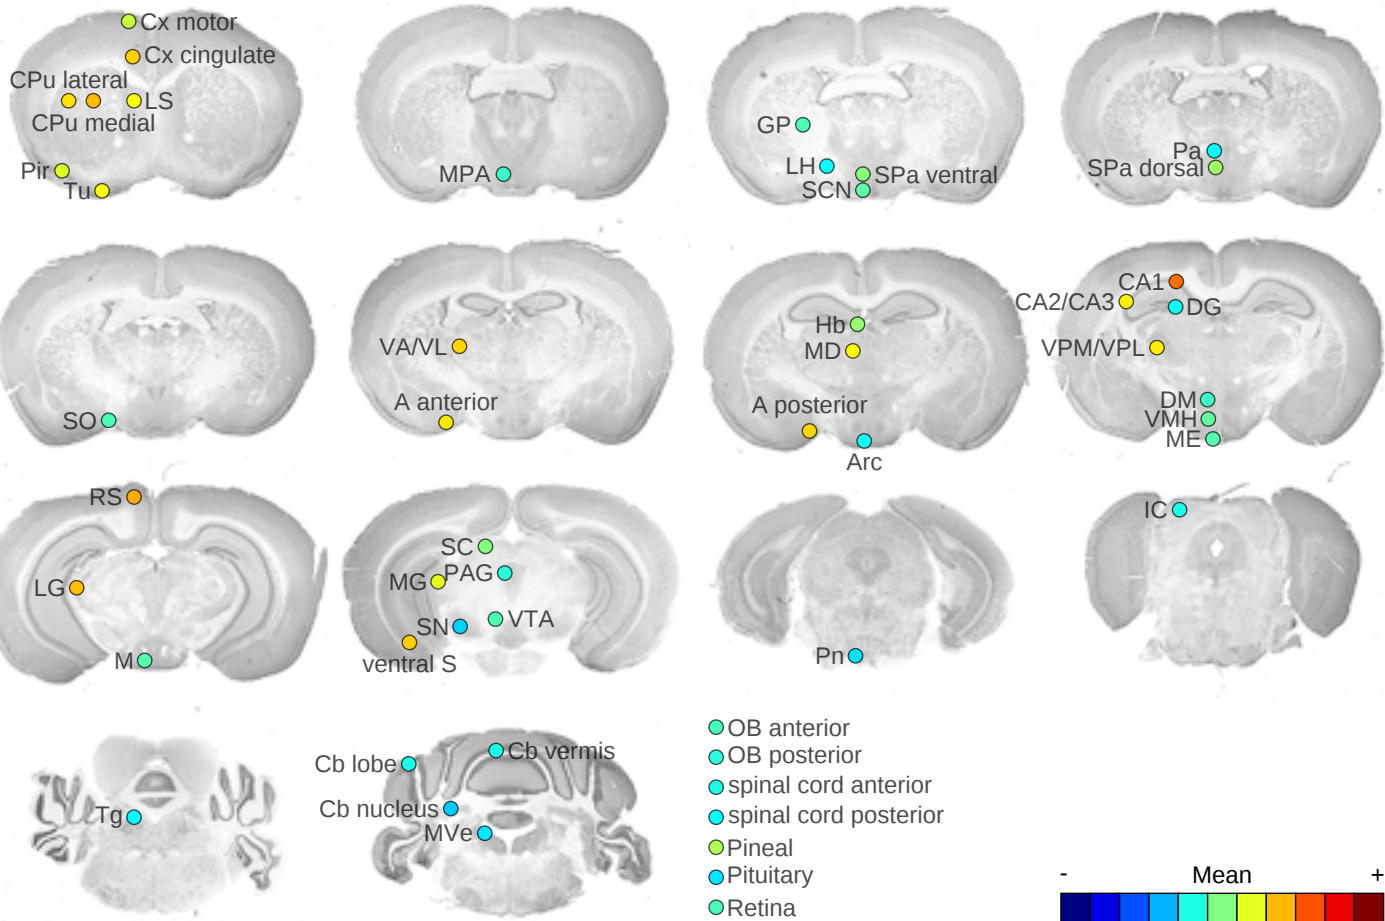 Cx motor
Cx cingulate
CPu lateral
LS
CPu medial
Pir
Tu
MPA
GP
LH
SPa ventral
SCN
Pa
SPa dorsal
SO
VA/VL
A anterior
Hb
MD
A posterior
Arc
CA1
CA2/CA3
DG
VPM/VPL
DM
VMH
ME
RS
LG
M
SC
PAG
MG
SN
VTA
ventral S
Pn
IC
Tg
Cb vermis
Cb lobe
Cb nucleus
MVe
OB anterior
OB posterior
spinal cord anterior
spinal cord posterior
Pineal
Pituitary
Retina
- Mean +